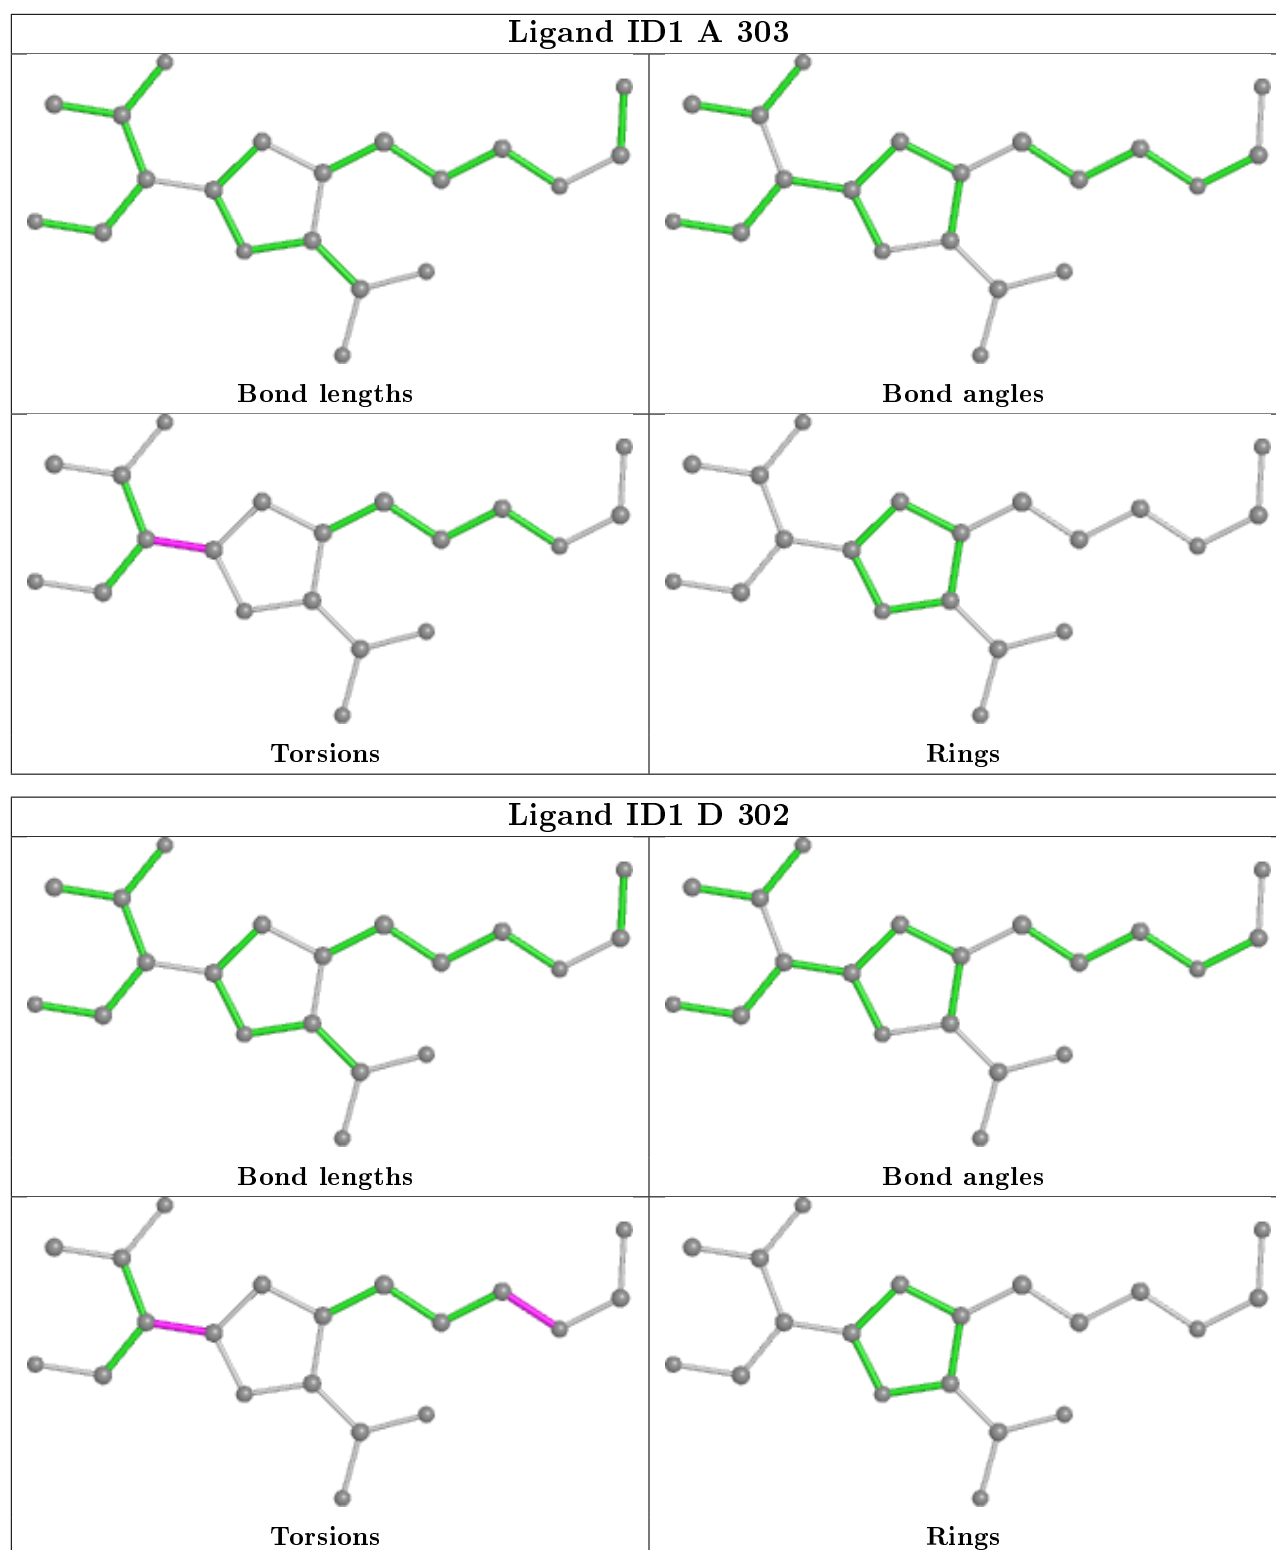 Ligand ID1 A 303
Bond lengths
Bond angles
Torsions
Rings
Ligand ID1 D 302
Bond lengths
Bond angles
Torsions
Rings